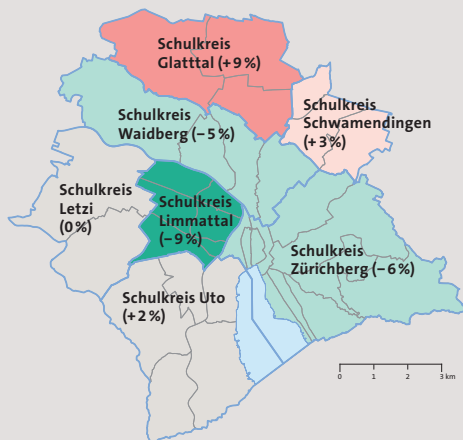 Schulkreis
Glatttal (+9 %)
Schulkreis
Schwamendingen
(+3 %)
Schulkreis
Waidberg (– 5 %)
Schulkreis
Letzi
(0 %)
Schulkreis
Limmattal
(– 9 %)
Schulkreis
Zürichberg (– 6 %)
Schulkreis Uto
(+ 2 %)
0 1 2 3 km